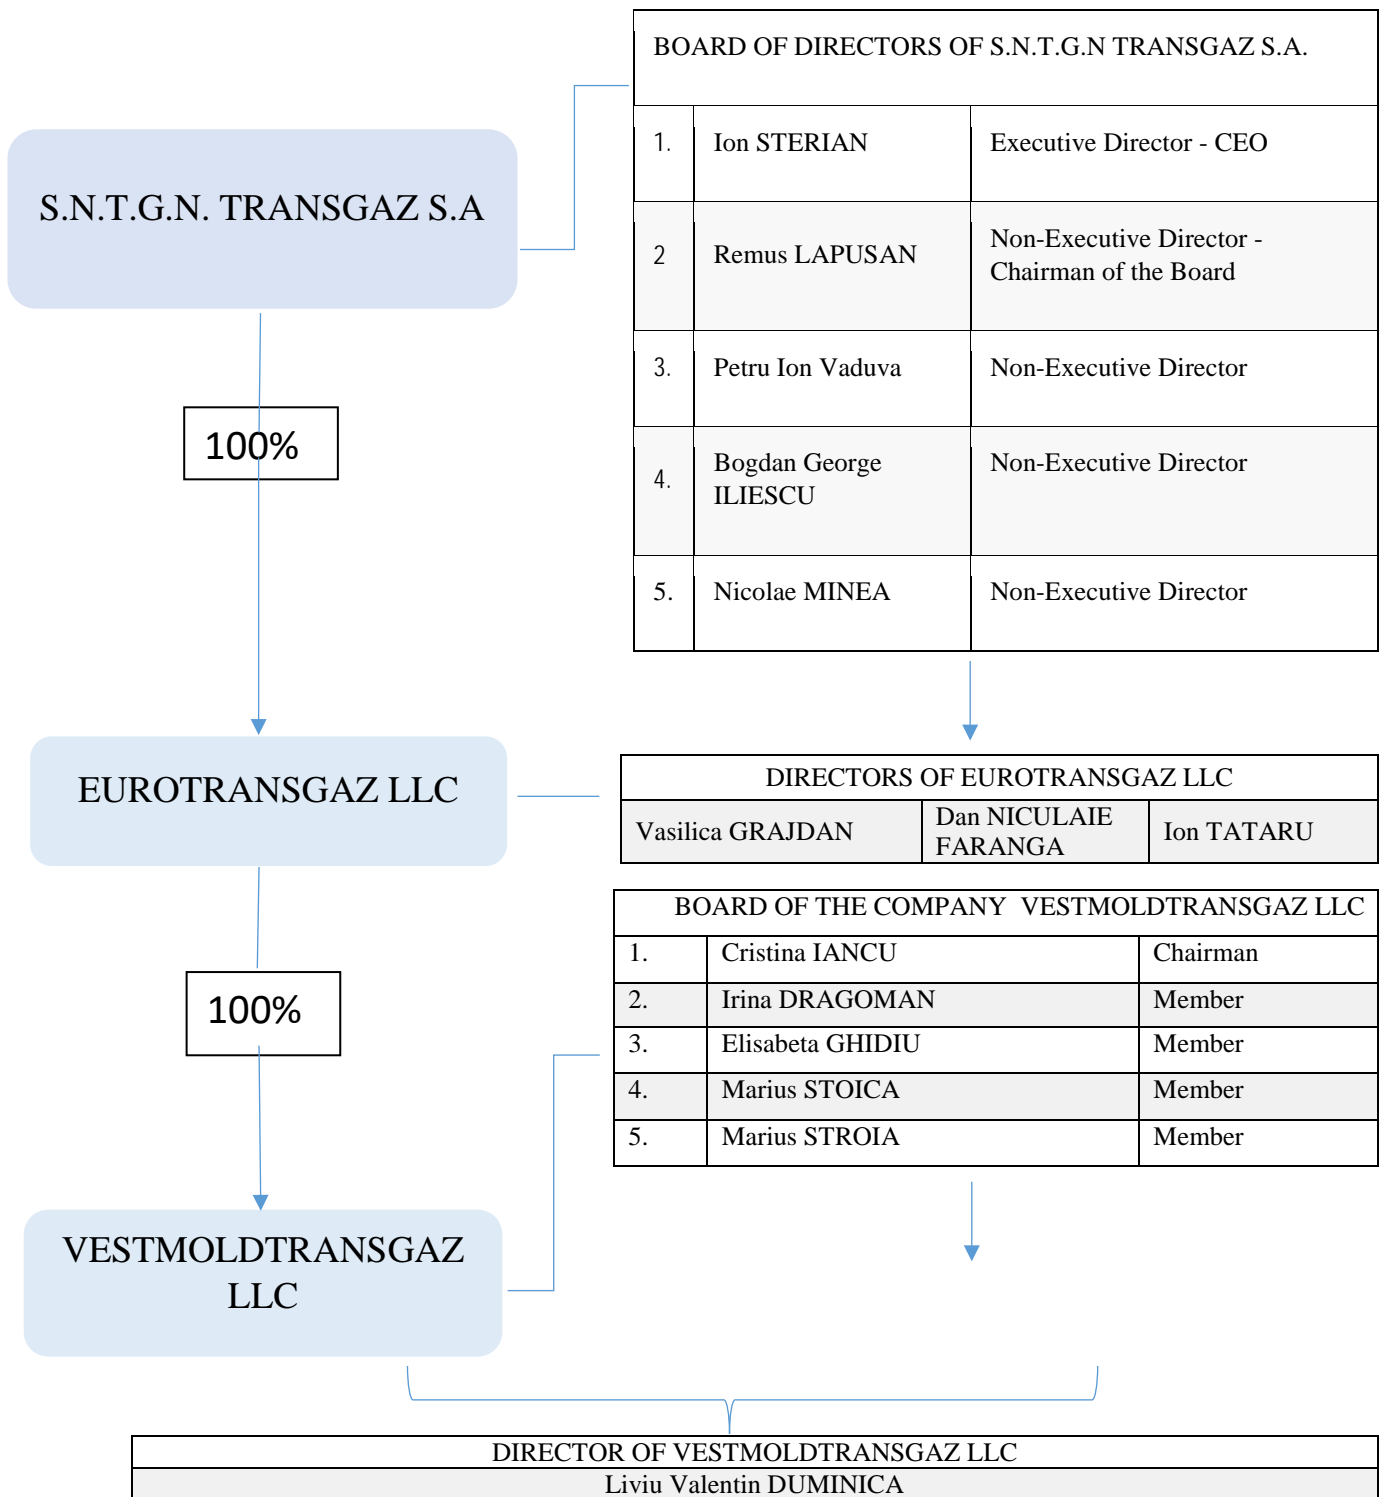 BOARD OF DIRECTORS OF S.N.T.G.N TRANSGAZ S.A.
1. Ion STERIAN Executive Director - CEO
S.N.T.G.N. TRANSGAZ S.A
2 Remus LAPUSAN Non-Executive Director -
Chairman of the Board
3. Petru Ion Vaduva Non-Executive Director
100%
4. Bogdan George
ILIESCU
Non-Executive Director
5. Nicolae MINEA Non-Executive Director
EUROTRANSGAZ LLC
DIRECTORS OF EUROTRANSGAZ LLC
Vasilica GRAJDAN
Dan NICULAIE
FARANGA
Ion TATARU
BOARD OF THE COMPANY VESTMOLDTRANSGAZ LLC
1. Cristina IANCU Chairman
2. Irina DRAGOMAN Member
3. Elisabeta GHIDIU Member
4. Marius STOICA Member
5. Marius STROIA Member
100%
VESTMOLDTRANSGAZ
LLC
DIRECTOR OF VESTMOLDTRANSGAZ LLC
Liviu Valentin DUMINICA